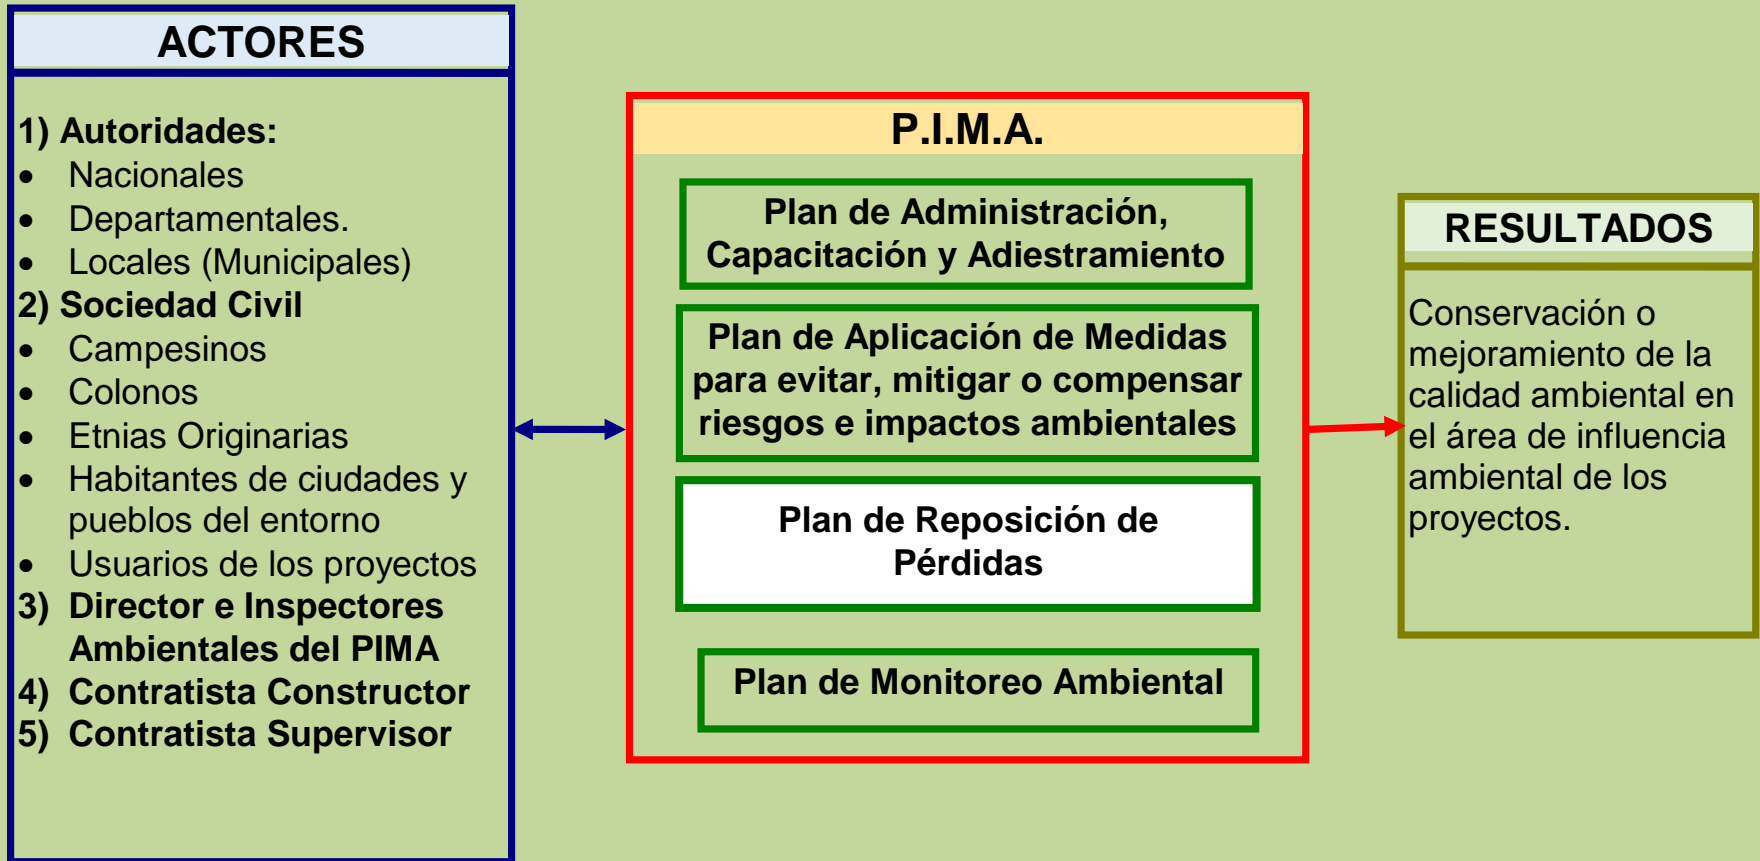 ACTORES
1) Autoridades:
• Nacionales
• Departamentales.
• Locales (Municipales)
2) Sociedad Civil
• Campesinos
• Colonos
• Etnias Originarias
• Habitantes de ciudades y
pueblos del entorno
• Usuarios de los proyectos
3) Director e Inspectores
Ambientales del PIMA
4) Contratista Constructor
5) Contratista Supervisor
P.I.M.A.
Plan de Administración,
Capacitación y Adiestramiento
Plan de Aplicación de Medidas
para evitar, mitigar o compensar
riesgos e impactos ambientales
Plan de Reposición de
Pérdidas
Plan de Monitoreo Ambiental
RESULTADOS
Conservación o
mejoramiento de la
calidad ambiental en
el área de influencia
ambiental de los
proyectos.